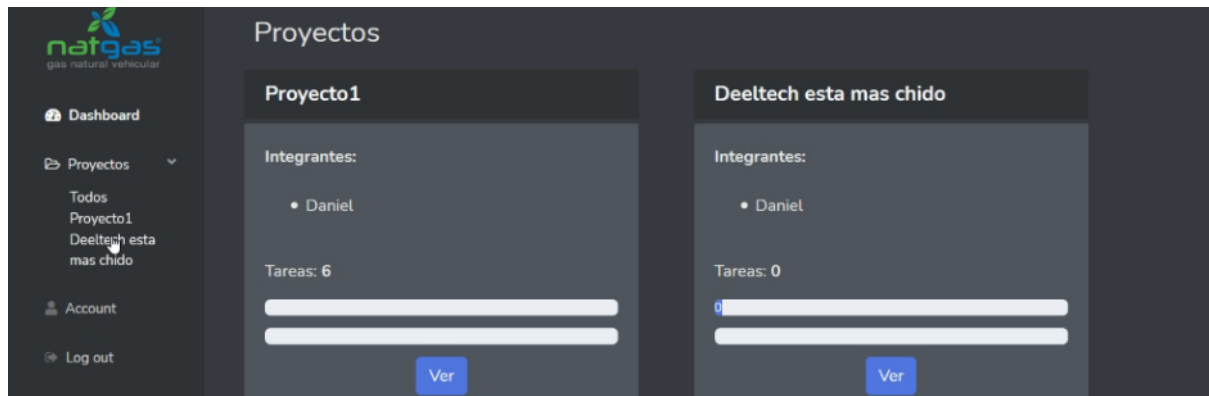 natgas
gas natural vehicular
Dashboard
Proyectos
Todos
Proyecto1
Deeltech esta
mas chido
Account
Log out
Proyectos
Proyecto1
Integrantes:
Daniel
Tareas: 6
Ver
Deeltech esta mas chido
Integrantes:
Daniel
Tareas: 0
0
Ver